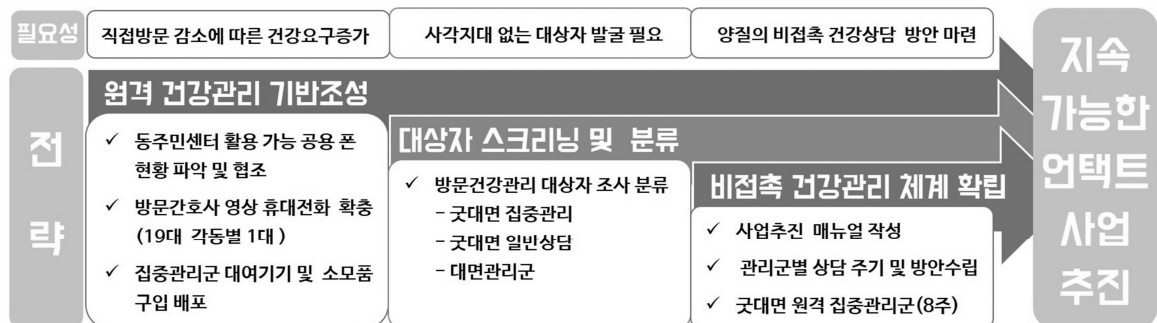 필요성
직접방문 감소에 따른 건강요구증가
사각지대 없는 대상자 발굴 필요
양질의 비접촉 건강상담 방안 마련
전
략
원격 건강관리 기반조성
✓ 동주민센터 활용 가능 공용 폰
현황 파악 및 협조
✓ 방문간호사 영상 휴대전화 확충
(19대 각동별 1대)
✓ 집중관리군 대여기기 및 소모품
구입 배포
대상자 스크리닝 및 분류
✓ 방문건강관리 대상자 조사 분류
- 굿대면 집중관리
- 굿대면 일반상담
- 대면관리군
비접촉 건강관리 체계 확립
✓ 사업추진 매뉴얼 작성
✓ 관리군별 상담 주기 및 방안수립
✓ 굿대면 원격 집중관리군(8주)
지속
가능한
언택트
사업
추진